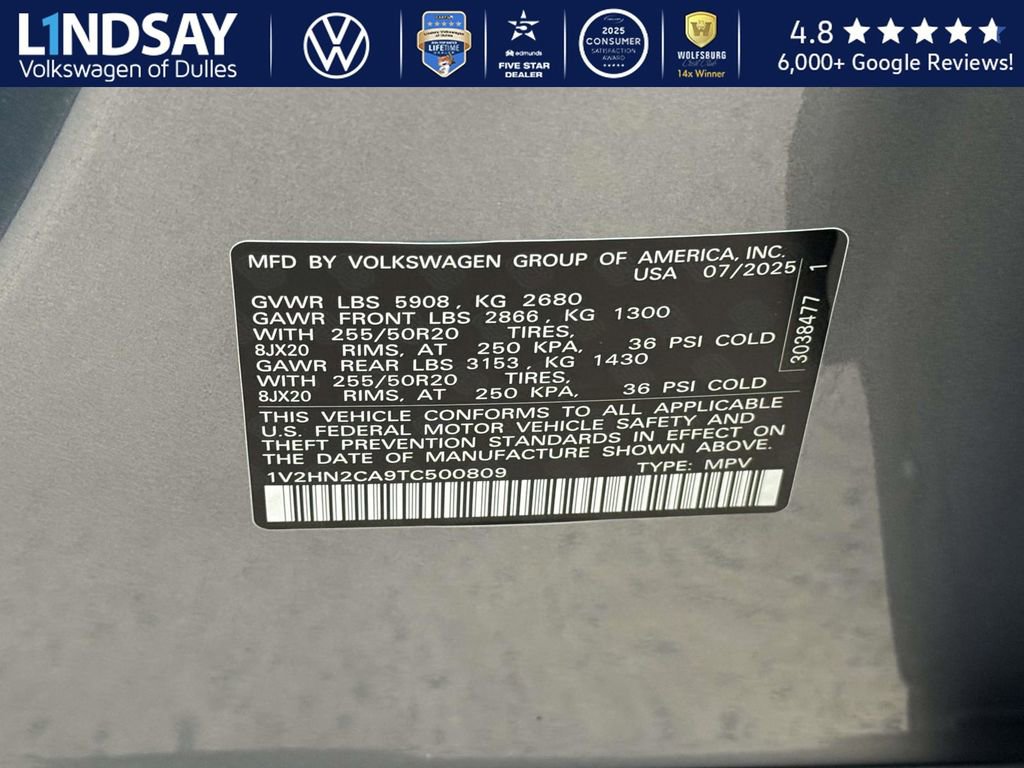 LINDSAY
Volkswagen of Dulles
LIFETIME
edmunds
FIVE STAR
DEALER
2025
CONSUMER
SATISFACTION
AWARD
WOLFSBURG
14x Winner
4.8
6,000+ Google Reviews!
MFD BY VOLKSWAGEN GROUP OF AMERICA, INC.
USA 07/2025
GVWR LBS 5908, KG 2680
GAWR FRONT LBS 2866, KG 1300
WITH 255/50R20 TIRES,
8JX20 RIMS, AT 250 KPA, 36 PSI COLD
GAWR REAR LBS 3153, KG 1430
WITH 255/50R20 TIRES,
8JX20 RIMS, AT 250 KPA, 36 PSI COLD
THIS VEHICLE CONFORMS TO ALL APPLICABLE
U.S. FEDERAL MOTOR VEHICLE SAFETY AND
THEFT PREVENTION STANDARDS IN EFFECT ON
THE DATE OF MANUFACTURE SHOWN ABOVE.
1V2HN2CA9TC500809 TYPE: MPV
3038477 1